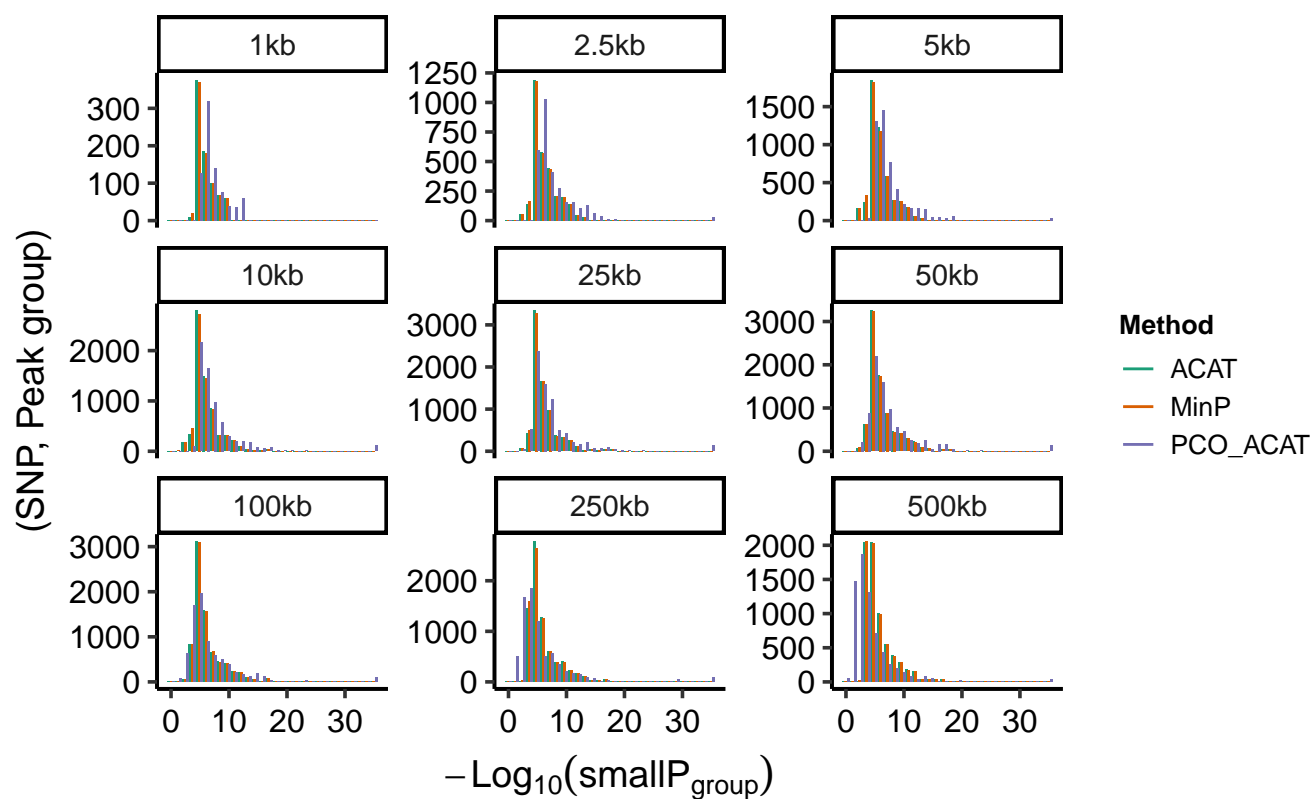 1kb
2.5kb
5kb
300
200
100
0
1250
1000
750
500
250
0
1500
1000
500
0
(SNP, Peak group)
10kb
25kb
50kb
2000
1000
0
3000
2000
1000
0
3000
2000
1000
0
Method
ACAT
MinP
PCO_ACAT
100kb
250kb
500kb
3000
2000
1000
0
2000
1000
0
2000
1500
1000
500
0
0 10 20 30
0 10 20 30
0 10 20 30
−Log10(smallPgroup)